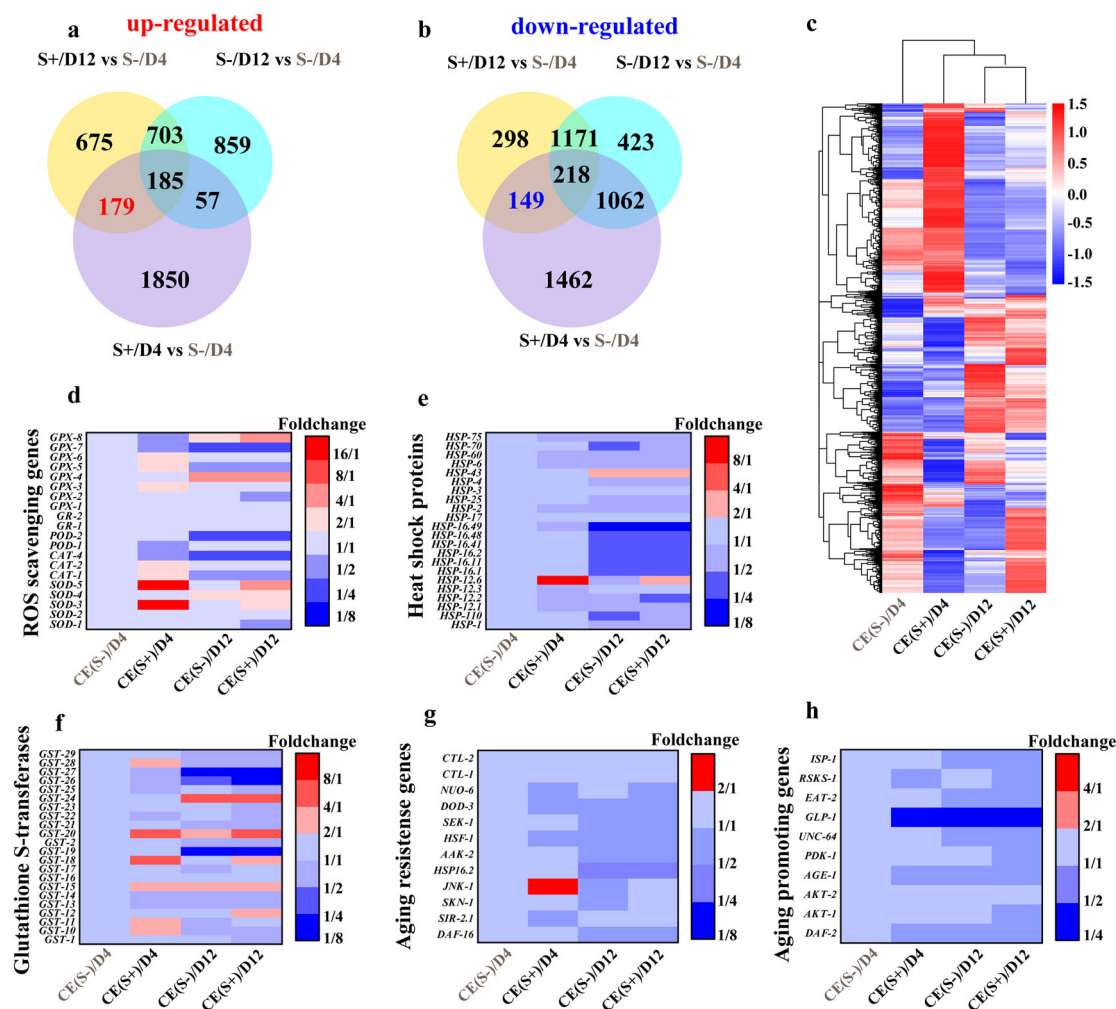 a
up-regulated
S+/D12 vs S-/D4
S-/D12 vs S-/D4
675
703
859
185
179
57
1850
S+/D4 vs S-/D4
b
down-regulated
S+/D12 vs S-/D4
S-/D12 vs S-/D4
298
1171
423
218
149
1062
1462
S+/D4 vs S-/D4
c
1.5
1.0
0.5
0.0
-0.5
-1.0
-1.5
CE(S-)/D4
CE(S+)/D4
CE(S-)/D12
CE(S+)/D12
d
ROS scavenging genes
GPX-8
GPX-7
GPX-6
GPX-5
GPX-4
GPX-3
GPX-2
GPX-1
GR-2
GR-1
POD-2
POD-1
CAT-4
CAT-2
CAT-1
SOD-5
SOD-4
SOD-3
SOD-2
SOD-1
CE(S-)/D4
CE(S+)/D4
CE(S-)/D12
CE(S+)/D12
Foldchange
16/1
8/1
4/1
2/1
1/1
1/2
1/4
1/8
e
Heat shock proteins
HSP-75
HSP-70
HSP-60
HSP-6
HSP-43
HSP-4
HSP-3
HSP-25
HSP-2
HSP-17
HSP-16.49
HSP-16.48
HSP-16.41
HSP-16.2
HSP-16.11
HSP-16.1
HSP-12.6
HSP-12.3
HSP-12.2
HSP-12.1
HSP-110
HSP-1
CE(S-)/D4
CE(S+)/D4
CE(S-)/D12
CE(S+)/D12
Foldchange
8/1
4/1
2/1
1/1
1/2
1/4
1/8
f
Glutathione S-transferases
GST-29
GST-28
GST-27
GST-26
GST-25
GST-24
GST-23
GST-22
GST-21
GST-20
GST-2
GST-19
GST-18
GST-17
GST-16
GST-15
GST-14
GST-13
GST-12
GST-11
GST-10
GST-1
CE(S-)/D4
CE(S+)/D4
CE(S-)/D12
CE(S+)/D12
Foldchange
8/1
4/1
2/1
1/1
1/2
1/4
1/8
g
Aging resistense genes
CTL-2
CTL-1
NUO-6
DOD-3
SEK-1
HSF-1
AAK-2
HSP16.2
JNK-1
SKN-1
SIR-2.1
DAF-16
CE(S-)/D4
CE(S+)/D4
CE(S-)/D12
CE(S+)/D12
Foldchange
2/1
1/1
1/2
1/4
1/8
h
Aging promoting genes
ISP-1
RSKS-1
EAT-2
GLP-1
UNC-64
PDK-1
AGE-1
AKT-2
AKT-1
DAF-2
CE(S-)/D4
CE(S+)/D4
CE(S-)/D12
CE(S+)/D12
Foldchange
4/1
2/1
1/1
1/2
1/4